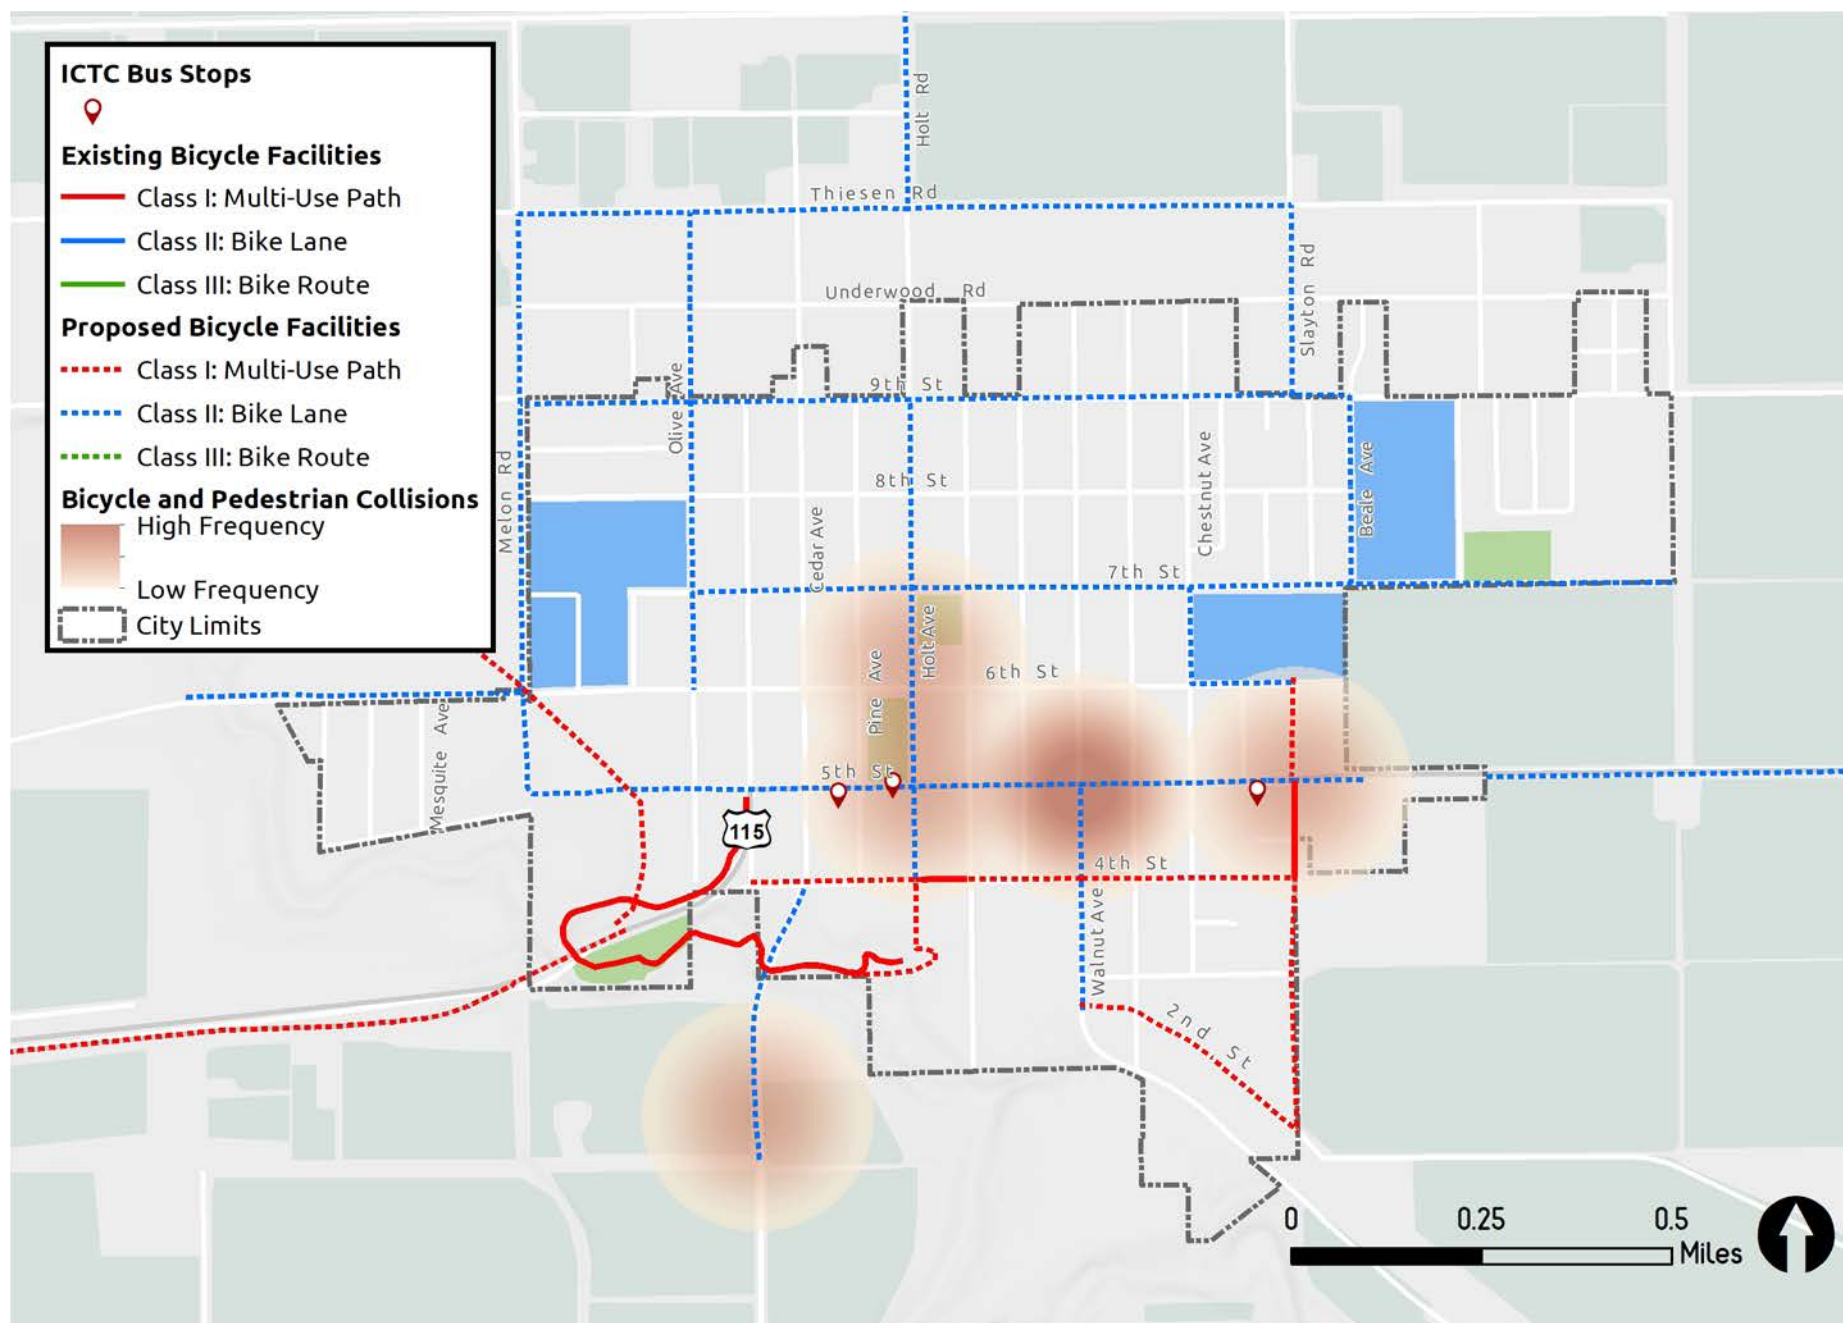 ICTC Bus Stops
Existing Bicycle Facilities
Class I: Multi-Use Path
Class II: Bike Lane
Class III: Bike Route
Proposed Bicycle Facilities
Class I: Multi-Use Path
Class II: Bike Lane
Class III: Bike Route
Bicycle and Pedestrian Collisions
High Frequency
Low Frequency
City Limits
Holt Rd
Thiesen Rd
Underwood Rd
Slayton Rd
9th St
Olive Ave
Melon Rd
8th St
Cedar Ave
Chestnut Ave
Beale Ave
7th St
Holt Ave
6th St
Pine Ave
Mesquite Ave
5th St
115
4th St
Walnut Ave
2nd St
0 0.25 0.5
Miles